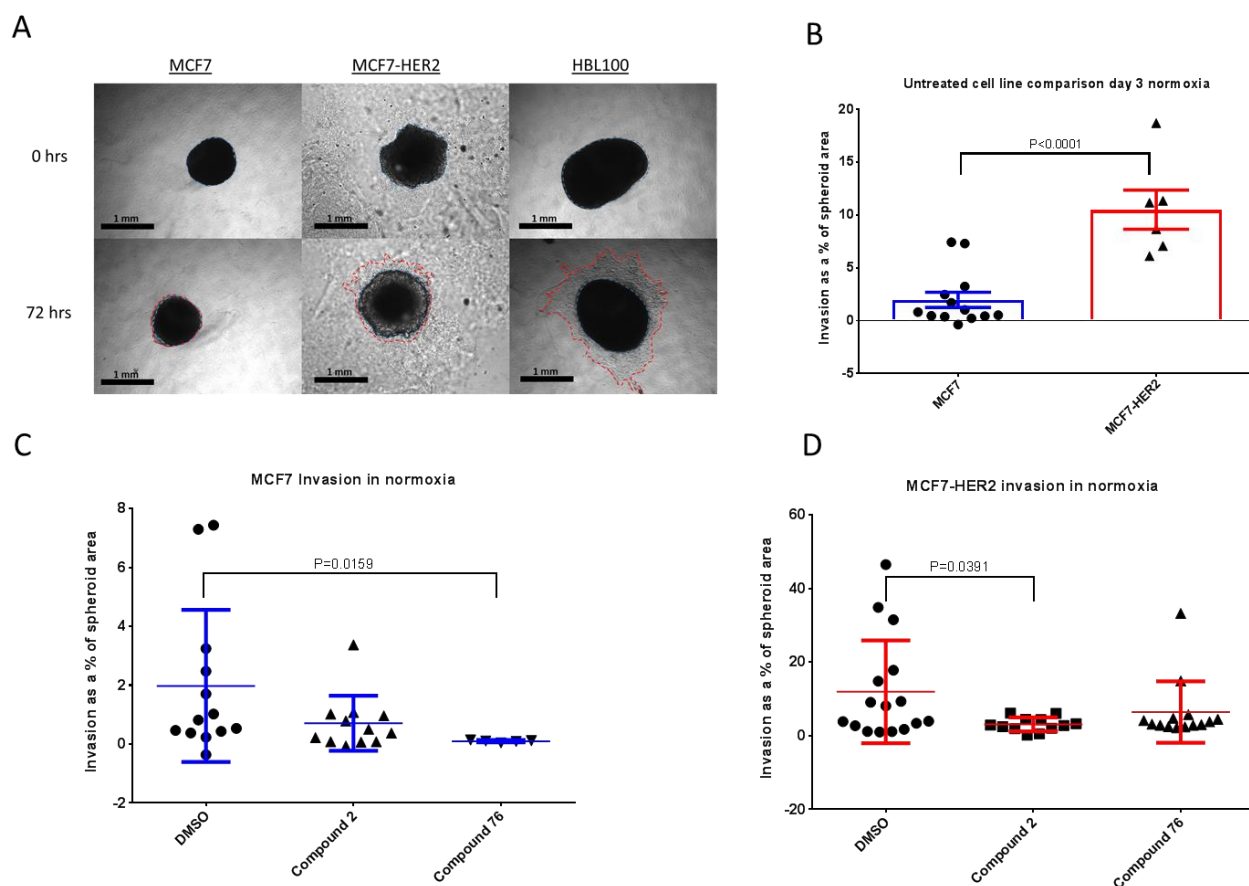 A
MCF7 MCF7-HER2 HBL100
0 hrs
1 mm 1 mm 1 mm
72 hrs
1 mm 1 mm 1 mm
B
Untreated cell line comparison day 3 normoxia
Invasion as a % of spheroid area
20
15
10
5
0
-5
P<0.0001
MCF7 MCF7-HER2
C
MCF7 Invasion in normoxia
Invasion as a % of spheroid area
8
6
4
2
0
-2
P=0.0159
DMSO Compound 2 Compound 76
D
MCF7-HER2 invasion in normoxia
Invasion as a % of spheroid area
60
40
20
0
-20
P=0.0391
DMSO Compound 2 Compound 76